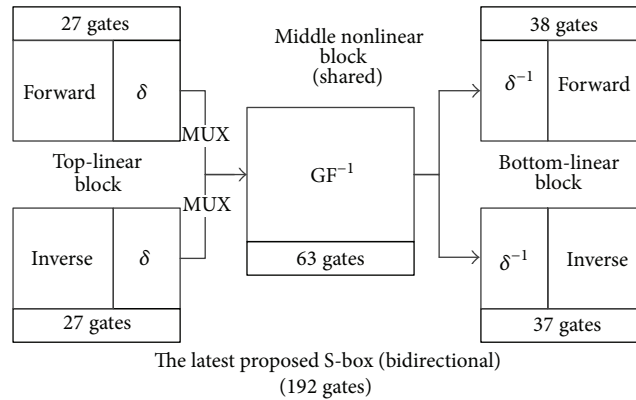 27 gates
Forward
δ
MUX
Top-linear
block
MUX
Inverse
δ
27 gates
Middle nonlinear
block
(shared)
GF⁻¹
63 gates
38 gates
δ⁻¹
Forward
Bottom-linear
block
δ⁻¹
Inverse
37 gates
The latest proposed S-box (bidirectional)
(192 gates)